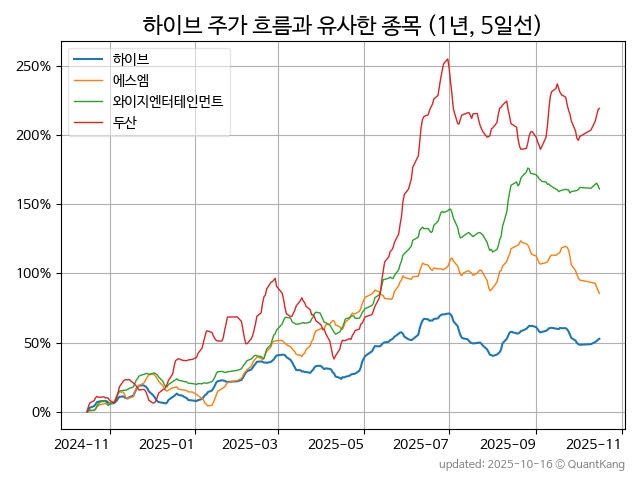 하이브 주가 흐름과 유사한 종목 (1년, 5일선)
하이브
에스엠
와이지엔터테인먼트
두산
250%
200%
150%
100%
50%
0%
2024-11
2025-01
2025-03
2025-05
2025-07
2025-09
2025-11
updated: 2025-10-16 © QuantKang